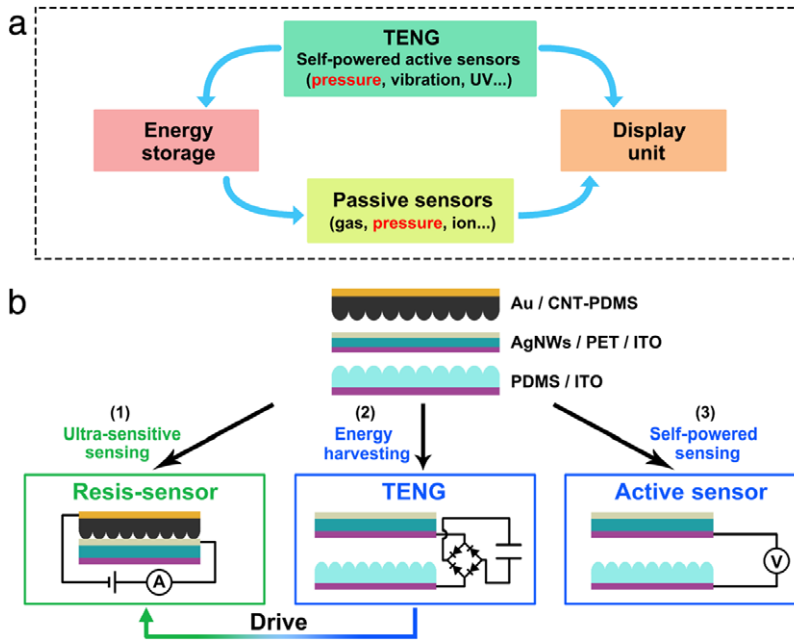 a
TENG
Self-powered active sensors
(pressure, vibration, UV...)
Energy
storage
Display
unit
Passive sensors
(gas, pressure, ion...)
b
Au / CNT-PDMS
AgNWs / PET / ITO
PDMS / ITO
(1)
Ultra-sensitive
sensing
(2)
Energy
harvesting
(3)
Self-powered
sensing
Resis-sensor
A
TENG
Active sensor
V
Drive